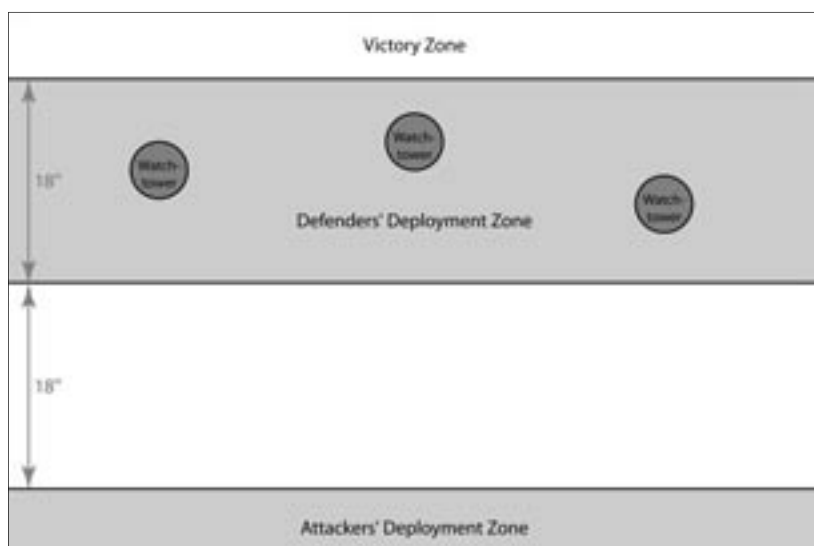 Victory Zone
Watch-
tower
Watch-
tower
18"
Watch-
tower
Defenders' Deployment Zone
18"
Attackers' Deployment Zone